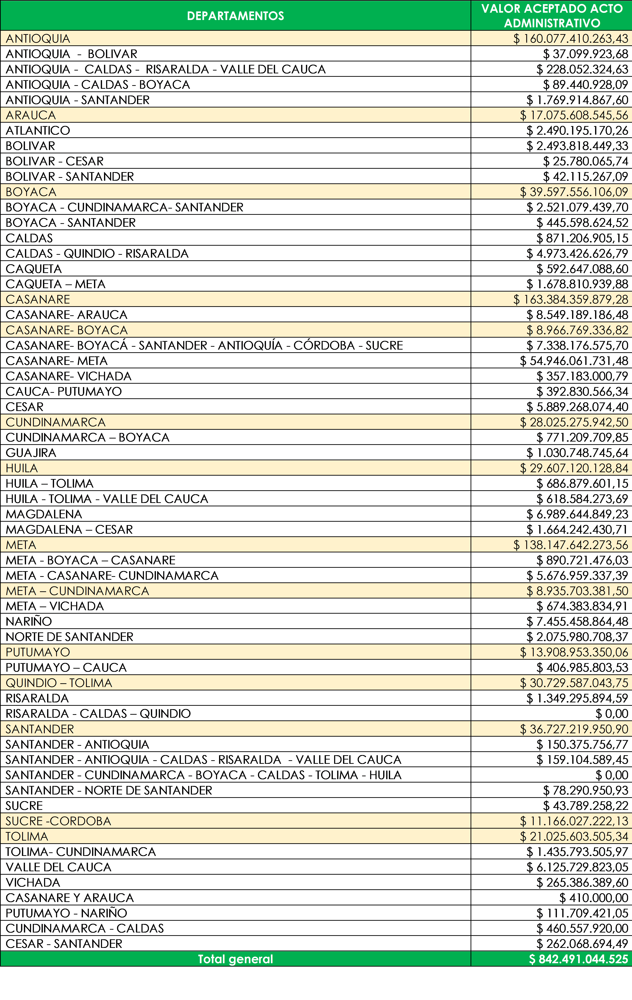 DEPARTAMENTOS VALOR ACEPTADO ACTO ADMINISTRATIVO
ANTIOQUIA $ 160.077.410.263,43
ANTIOQUIA - BOLIVAR $ 37.099.923,68
ANTIOQUIA - CALDAS - RISARALDA - VALLE DEL CAUCA $ 228.052.324,63
ANTIOQUIA - CALDAS - BOYACA $ 89.440.928,09
ANTIOQUIA - SANTANDER $ 1.769.914.867,60
ARAUCA $ 17.075.608.545,56
ATLANTICO $ 2.490.195.170,26
BOLIVAR $ 2.493.818.449,33
BOLIVAR - CESAR $ 25.780.065,74
BOLIVAR - SANTANDER $ 42.115.267,09
BOYACA $ 39.597.556.106,09
BOYACA - CUNDINAMARCA- SANTANDER $ 2.521.079.439,70
BOYACA - SANTANDER $ 445.598.624,52
CALDAS $ 871.206.905,15
CALDAS - QUINDIO - RISARALDA $ 4.973.426.626,79
CAQUETA $ 592.647.088,60
CAQUETA – META $ 1.678.810.939,88
CASANARE $ 163.384.359.879,28
CASANARE- ARAUCA $ 8.549.189.186,48
CASANARE- BOYACA $ 8.966.769.336,82
CASANARE- BOYACÁ - SANTANDER - ANTIOQUÍA - CÓRDOBA - SUCRE $ 7.338.176.575,70
CASANARE- META $ 54.946.061.731,48
CASANARE- VICHADA $ 357.183.000,79
CAUCA- PUTUMAYO $ 392.830.566,34
CESAR $ 5.889.268.074,40
CUNDINAMARCA $ 28.025.275.942,50
CUNDINAMARCA – BOYACA $ 771.209.709,85
GUAJIRA $ 1.030.748.745,64
HUILA $ 29.607.120.128,84
HUILA – TOLIMA $ 686.879.601,15
HUILA - TOLIMA - VALLE DEL CAUCA $ 618.584.273,69
MAGDALENA $ 6.989.644.849,23
MAGDALENA – CESAR $ 1.664.242.430,71
META $ 138.147.642.273,56
META - BOYACA – CASANARE $ 890.721.476,03
META - CASANARE- CUNDINAMARCA $ 5.676.959.337,39
META – CUNDINAMARCA $ 8.935.703.381,50
META – VICHADA $ 674.383.834,91
NARIÑO $ 7.455.458.864,48
NORTE DE SANTANDER $ 2.075.980.708,37
PUTUMAYO $ 13.908.953.350,06
PUTUMAYO – CAUCA $ 406.985.803,53
QUINDIO – TOLIMA $ 30.729.587.043,75
RISARALDA $ 1.349.295.894,59
RISARALDA - CALDAS – QUINDIO $ 0,00
SANTANDER $ 36.727.219.950,90
SANTANDER - ANTIOQUIA $ 150.375.756,77
SANTANDER - ANTIOQUIA - CALDAS - RISARALDA - VALLE DEL CAUCA $ 159.104.589,45
SANTANDER - CUNDINAMARCA - BOYACA - CALDAS - TOLIMA - HUILA $ 0,00
SANTANDER - NORTE DE SANTANDER $ 78.290.950,93
SUCRE $ 43.789.258,22
SUCRE -CORDOBA $ 11.166.027.222,13
TOLIMA $ 21.025.603.505,34
TOLIMA- CUNDINAMARCA $ 1.435.793.505,97
VALLE DEL CAUCA $ 6.125.729.823,05
VICHADA $ 265.386.389,60
CASANARE Y ARAUCA $ 410.000,00
PUTUMAYO - NARIÑO $ 111.709.421,05
CUNDINAMARCA - CALDAS $ 460.557.920,00
CESAR - SANTANDER $ 262.068.694,49
Total general $ 842.491.044.525